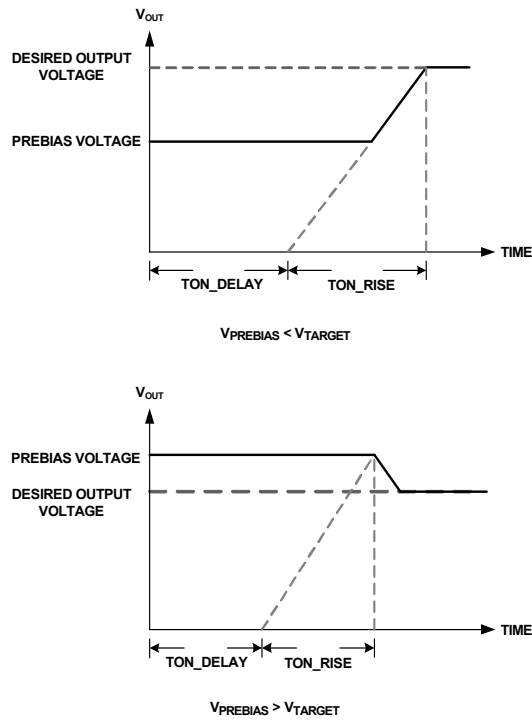 VOUT
DESIRED OUTPUT
VOLTAGE
PREBIAS VOLTAGE
TIME
TON_DELAY
TON_RISE
VPREBIAS < VTARGET
VOUT
PREBIAS VOLTAGE
DESIRED OUTPUT
VOLTAGE
TIME
TON_DELAY
TON_RISE
VPREBIAS > VTARGET